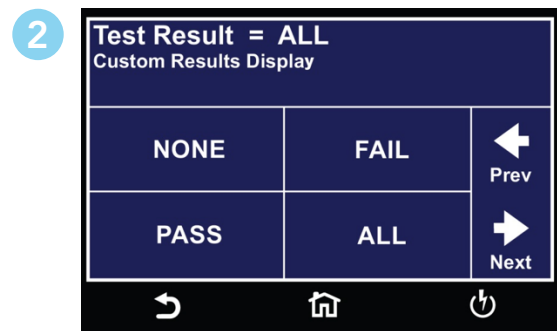 2
Test Result = ALL
Custom Results Display
NONE
FAIL
Prev
PASS
ALL
Next